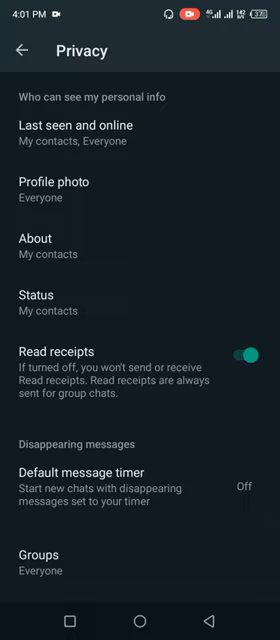 4:01 PM
4G
142
B/s
37
Privacy
Who can see my personal info
Last seen and online
My contacts, Everyone
Profile photo
Everyone
About
My contacts
Status
My contacts
Read receipts
If turned off, you won't send or receive
Read receipts. Read receipts are always
sent for group chats.
Disappearing messages
Default message timer
Start new chats with disappearing
messages set to your timer
Off
Groups
Everyone